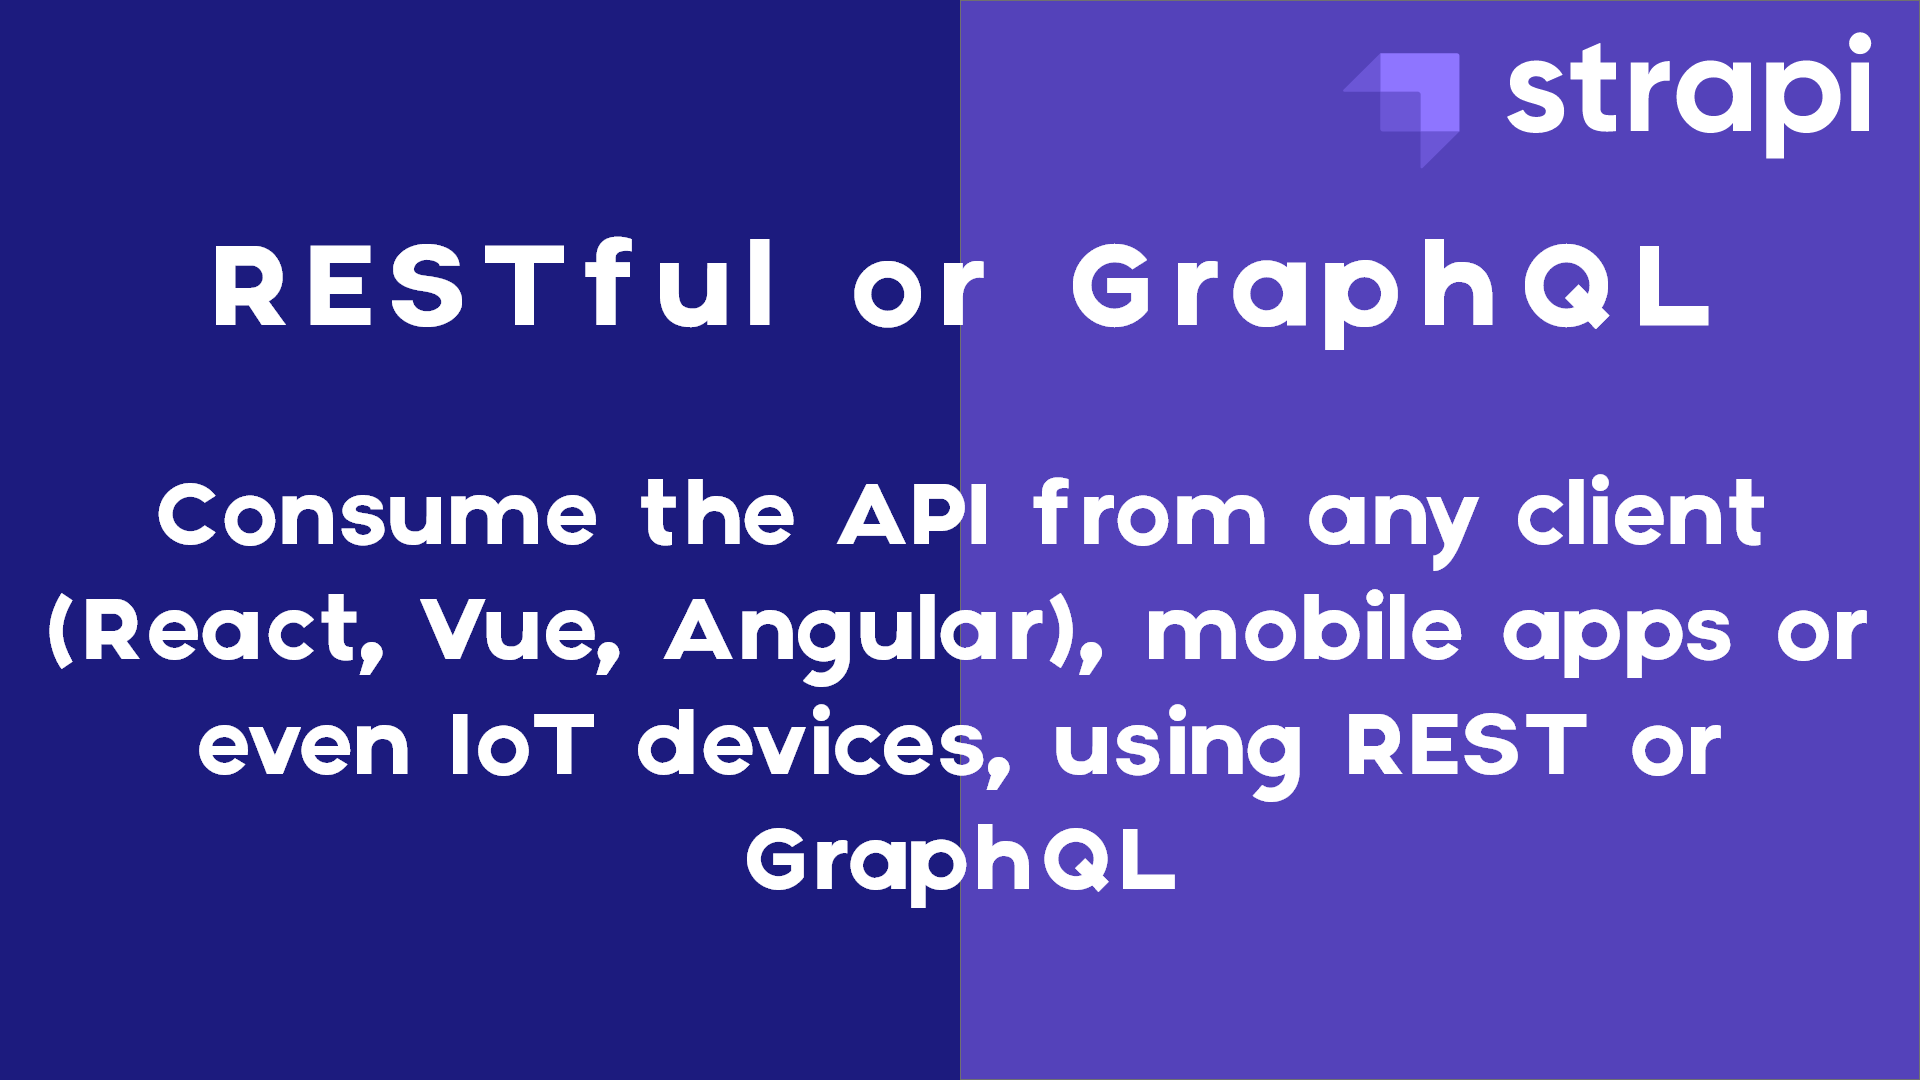 strapi
RESTful or GraphQL
Consume the API from any client
(React, Vue, Angular), mobile apps or
even IoT devices, using REST or
GraphQL